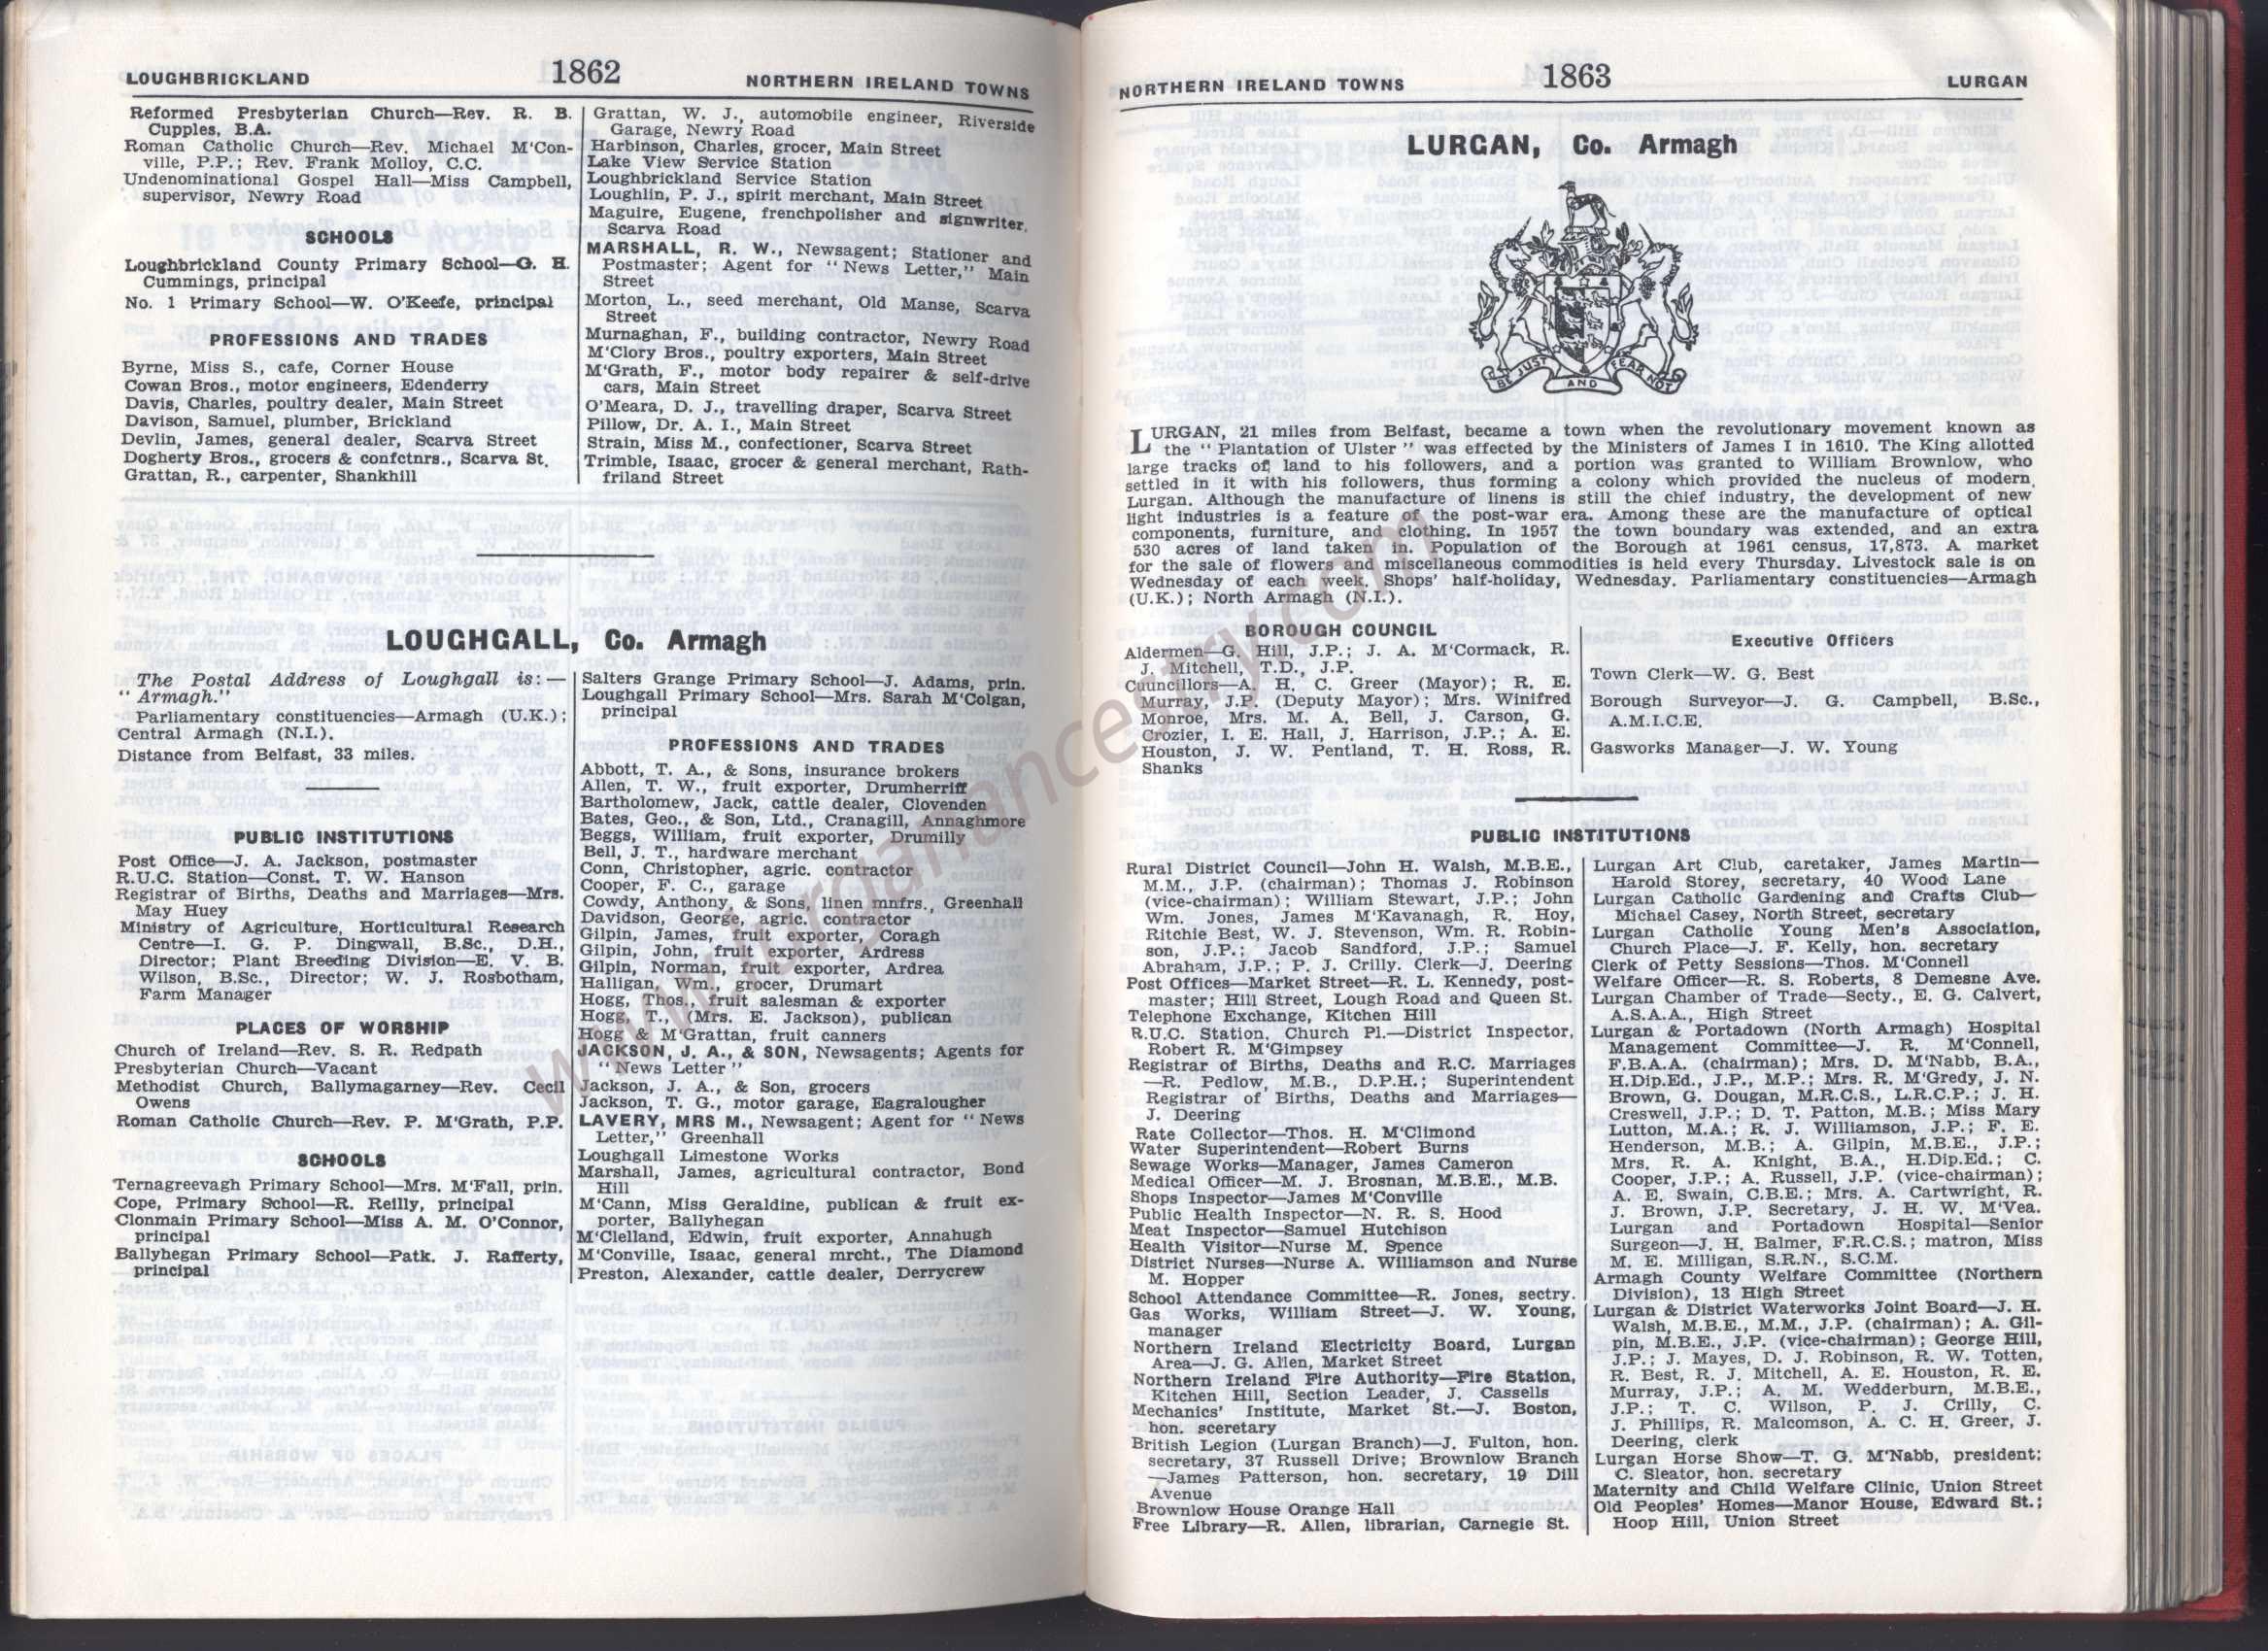 LOUGHBRICKLAND
1862
NORTHERN IRELAND TOWNS
Reformed Presbyterian Church—Rev. R. B.
Cupples, B.A.
Roman Catholic Church—Rev. Michael M'Con-
ville, P.P.; Rev. Frank Molloy, C.C.
Undenominational Gospel Hall—Miss Campbell,
supervisor, Newry Road
SCHOOLS
Loughbrickland County Primary School—G. H.
Cummings, principal
No. 1 Primary School—W. O'Keefe, principal
PROFESSIONS AND TRADES
Byrne, Miss S., cafe, Corner House
Cowan Bros., motor engineers, Edenderry
Davis, Charles, poultry dealer, Main Street
Davison, Samuel, plumber, Brickland
Devlin, James, general dealer, Scarva Street
Dogherty Bros., grocers & confctnrs., Scarva St.
Grattan, R., carpenter, Shankhill
Grattan, W. J., automobile engineer, Riverside
Garage, Newry Road
Harbinson, Charles, grocer, Main Street
Lake View Service Station
Loughbrickland Service Station
Loughlin, P. J., spirit merchant, Main Street
Maguire, Eugene, frenchpolisher and signwriter,
Scarva Road
MARSHALL, R. W., Newsagent; Stationer and
Postmaster; Agent for "News Letter," Main
Street
Morton, L., seed merchant, Old Manse, Scarva
Street
Murnaghan, F., building contractor, Newry Road
M'Clory Bros., poultry exporters, Main Street
M'Grath, F., motor body repairer & self-drive
cars, Main Street
O'Meara, D. J., travelling draper, Scarva Street
Pillow, Dr. A. I., Main Street
Strain, Miss M., confectioner, Scarva Street
Trimble, Isaac, grocer & general merchant, Rath-
friland Street
LOUGHGALL, Co. Armagh
The Postal Address of Loughgall is:—
"Armagh."
Parliamentary constituencies—Armagh (U.K.);
Central Armagh (N.I.).
Distance from Belfast, 33 miles.
PUBLIC INSTITUTIONS
Post Office—J. A. Jackson, postmaster
R.U.C. Station—Const. T. W. Hanson
Registrar of Births, Deaths and Marriages—Mrs.
May Huey
Ministry of Agriculture, Horticultural Research
Centre—I. G. P. Dingwall, B.Sc., D.H.,
Director; Plant Breeding Division—E. V. B.
Wilson, B.Sc., Director; W. J. Rosbotham,
Farm Manager
PLACES OF WORSHIP
Church of Ireland—Rev. S. R. Redpath
Presbyterian Church—Vacant
Methodist Church, Ballymagarney—Rev. Cecil
Owens
Roman Catholic Church—Rev. P. M'Grath, P.P.
SCHOOLS
Ternagreevagh Primary School—Mrs. M'Fall, prin.
Cope, Primary School—R. Reilly, principal
Clonmain Primary School—Miss A. M. O'Connor,
principal
Ballyhegan Primary School—Patk. J. Rafferty,
principal
Salters Grange Primary School—J. Adams, prin.
Loughgall Primary School—Mrs. Sarah M'Colgan,
principal
PROFESSIONS AND TRADES
Abbott, T. A., & Sons, insurance brokers
Allen, T. W., fruit exporter, Drumherriff
Bartholomew, Jack, cattle dealer, Clovenden
Bates, Geo., & Son, Ltd., Cranagill, Annaghmore
Beggs, William, fruit exporter, Drumilly
Bell, J. T., hardware merchant
Conn, Christopher, agric. contractor
Cooper, F. C., garage
Cowdy, Anthony, & Sons, linen mnfrs., Greenhall
Davidson, George, agric. contractor
Gilpin, James, fruit exporter, Coragh
Gilpin, John, fruit exporter, Ardress
Gilpin, Norman, fruit exporter, Ardrea
Halligan, Wm., grocer, Drumart
Hogg, Thos., fruit salesman & exporter
Hogg, T., (Mrs. E. Jackson), publican
Hogg & M'Grattan, fruit canners
JACKSON, J. A., & SON, Newsagents; Agents for
"News Letter"
Jackson, J. A., & Son, grocers
Jackson, T. G., motor garage, Eagralougher
LAVERY, MRS M., Newsagent; Agent for "News
Letter," Greenhall
Loughgall Limestone Works
Marshall, James, agricultural contractor, Bond
Hill
M'Cann, Miss Geraldine, publican & fruit ex-
porter, Ballyhegan
M'Clelland, Edwin, fruit exporter, Annahugh
M'Conville, Isaac, general mrcht., The Diamond
Preston, Alexander, cattle dealer, Derrycrew
NORTHERN IRELAND TOWNS
1863
LURGAN
LURGAN, Co. Armagh
BE JUST AND FEAR NOT
LURGAN, 21 miles from Belfast, became a town when the revolutionary movement known as
the "Plantation of Ulster" was effected by the Ministers of James I in 1610. The King allotted
large tracks of land to his followers, and a portion was granted to William Brownlow, who
settled in it with his followers, thus forming a colony which provided the nucleus of modern
Lurgan. Although the manufacture of linens is still the chief industry, the development of new
light industries is a feature of the post-war era. Among these are the manufacture of optical
components, furniture, and clothing. In 1957 the town boundary was extended, and an extra
530 acres of land taken in. Population of the Borough at 1961 census, 17,873. A market
for the sale of flowers and miscellaneous commodities is held every Thursday. Livestock sale is on
Wednesday of each week. Shops' half-holiday, Wednesday. Parliamentary constituencies—Armagh
(U.K.); North Armagh (N.I.).
BOROUGH COUNCIL
Aldermen—G. Hill, J.P.; J. A. M'Cormack, R.
J. Mitchell, T.D., J.P.
Cuuncillors—A. H. C. Greer (Mayor); R. E.
Murray, J.P. (Deputy Mayor); Mrs. Winifred
Monroe, Mrs. M. A. Bell, J. Carson, G.
Crozier, I. E. Hall, J. Harrison, J.P.; A. E.
Houston, J. W. Pentland, T. H. Ross, R.
Shanks
Executive Officers
Town Clerk—W. G. Best
Borough Surveyor—J. G. Campbell, B.Sc.,
A.M.I.C.E.
Gasworks Manager—J. W. Young
PUBLIC INSTITUTIONS
Rural District Council—John H. Walsh, M.B.E.,
M.M., J.P. (chairman); Thomas J. Robinson
(vice-chairman); William Stewart, J.P.; John
Wm. Jones, James M'Kavanagh, R. Hoy,
Ritchie Best, W. J. Stevenson, Wm. R. Robin-
son, J.P.; Jacob Sandford, J.P.; Samuel
Abraham, J.P.; P. J. Crilly. Clerk—J. Deering
Post Offices—Market Street—R. L. Kennedy, post-
master; Hill Street, Lough Road and Queen St.
Telephone Exchange, Kitchen Hill
R.U.C. Station, Church Pl.—District Inspector,
Robert R. M'Gimpsey
Registrar of Births, Deaths and R.C. Marriages
—R. Pedlow, M.B., D.P.H.; Superintendent
Registrar of Births, Deaths and Marriages—
J. Deering
Rate Collector—Thos. H. M'Climond
Water Superintendent—Robert Burns
Sewage Works—Manager, James Cameron
Medical Officer—M. J. Brosnan, M.B.E., M.B.
Shops Inspector—James M'Conville
Public Health Inspector—N. R. S. Hood
Meat Inspector—Samuel Hutchison
Health Visitor—Nurse M. Spence
District Nurses—Nurse A. Williamson and Nurse
M. Hopper
School Attendance Committee—R. Jones, sectry.
Gas Works, William Street—J. W. Young,
manager
Northern Ireland Electricity Board, Lurgan
Area—J. G. Allen, Market Street
Northern Ireland Fire Authority—Fire Station,
Kitchen Hill, Section Leader, J. Cassells
Mechanics' Institute, Market St.—J. Boston,
hon. sceretary
British Legion (Lurgan Branch)—J. Fulton, hon.
secretary, 37 Russell Drive; Brownlow Branch
—James Patterson, hon. secretary, 19 Dill
Avenue
Brownlow House Orange Hall
Free Library—R. Allen, librarian, Carnegie St.
Lurgan Art Club, caretaker, James Martin—
Harold Storey, secretary, 40 Wood Lane
Lurgan Catholic Gardening and Crafts Club—
Michael Casey, North Street, secretary
Lurgan Catholic Young Men's Association,
Church Place—J. F. Kelly, hon. secretary
Clerk of Petty Sessions—Thos. M'Connell
Welfare Officer—R. S. Roberts, 8 Demesne Ave.
Lurgan Chamber of Trade—Secty., E. G. Calvert,
A.S.A.A., High Street
Lurgan & Portadown (North Armagh) Hospital
Management Committee—J. R. M'Connell,
F.B.A.A. (chairman); Mrs. D. M'Nabb, B.A.,
H.Dip.Ed., J.P., M.P.; Mrs. R. M'Gredy, J. N.
Brown, G. Dougan, M.R.C.S., L.R.C.P.; J. H.
Creswell, J.P.; D. T. Patton, M.B.; Miss Mary
Lutton, M.A.; R. J. Williamson, J.P.; F. E.
Henderson, M.B.; A. Gilpin, M.B.E., J.P.;
Mrs. R. A. Knight, B.A., H.Dip.Ed.; C.
Cooper, J.P.; A. Russell, J.P. (vice-chairman);
A. E. Swain, C.B.E.; Mrs. A. Cartwright, R.
J. Brown, J.P. Secretary, J. H. W. M'Vea.
Lurgan and Portadown Hospital—Senior
Surgeon—J. H. Balmer, F.R.C.S.; matron, Miss
M. E. Milligan, S.R.N., S.C.M.
Armagh County Welfare Committee (Northern
Division), 13 High Street
Lurgan & District Waterworks Joint Board—J. H.
Walsh, M.B.E., M.M., J.P. (chairman); A. Gil-
pin, M.B.E., J.P. (vice-chairman); George Hill,
J.P.; J. Mayes, D. J. Robinson, R. W. Totten,
R. Best, R. J. Mitchell, A. E. Houston, R. E.
Murray, J.P.; A. M. Wedderburn, M.B.E.,
J.P.; T. C. Wilson, P. J. Crilly, C.
J. Phillips, R. Malcomson, A. C. H. Greer, J.
Deering, clerk
Lurgan Horse Show—T. G. M'Nabb, president;
C. Sleator, hon. secretary
Maternity and Child Welfare Clinic, Union Street
Old Peoples' Homes—Manor House, Edward St.;
Hoop Hill, Union Street
www.lurganancestry.com